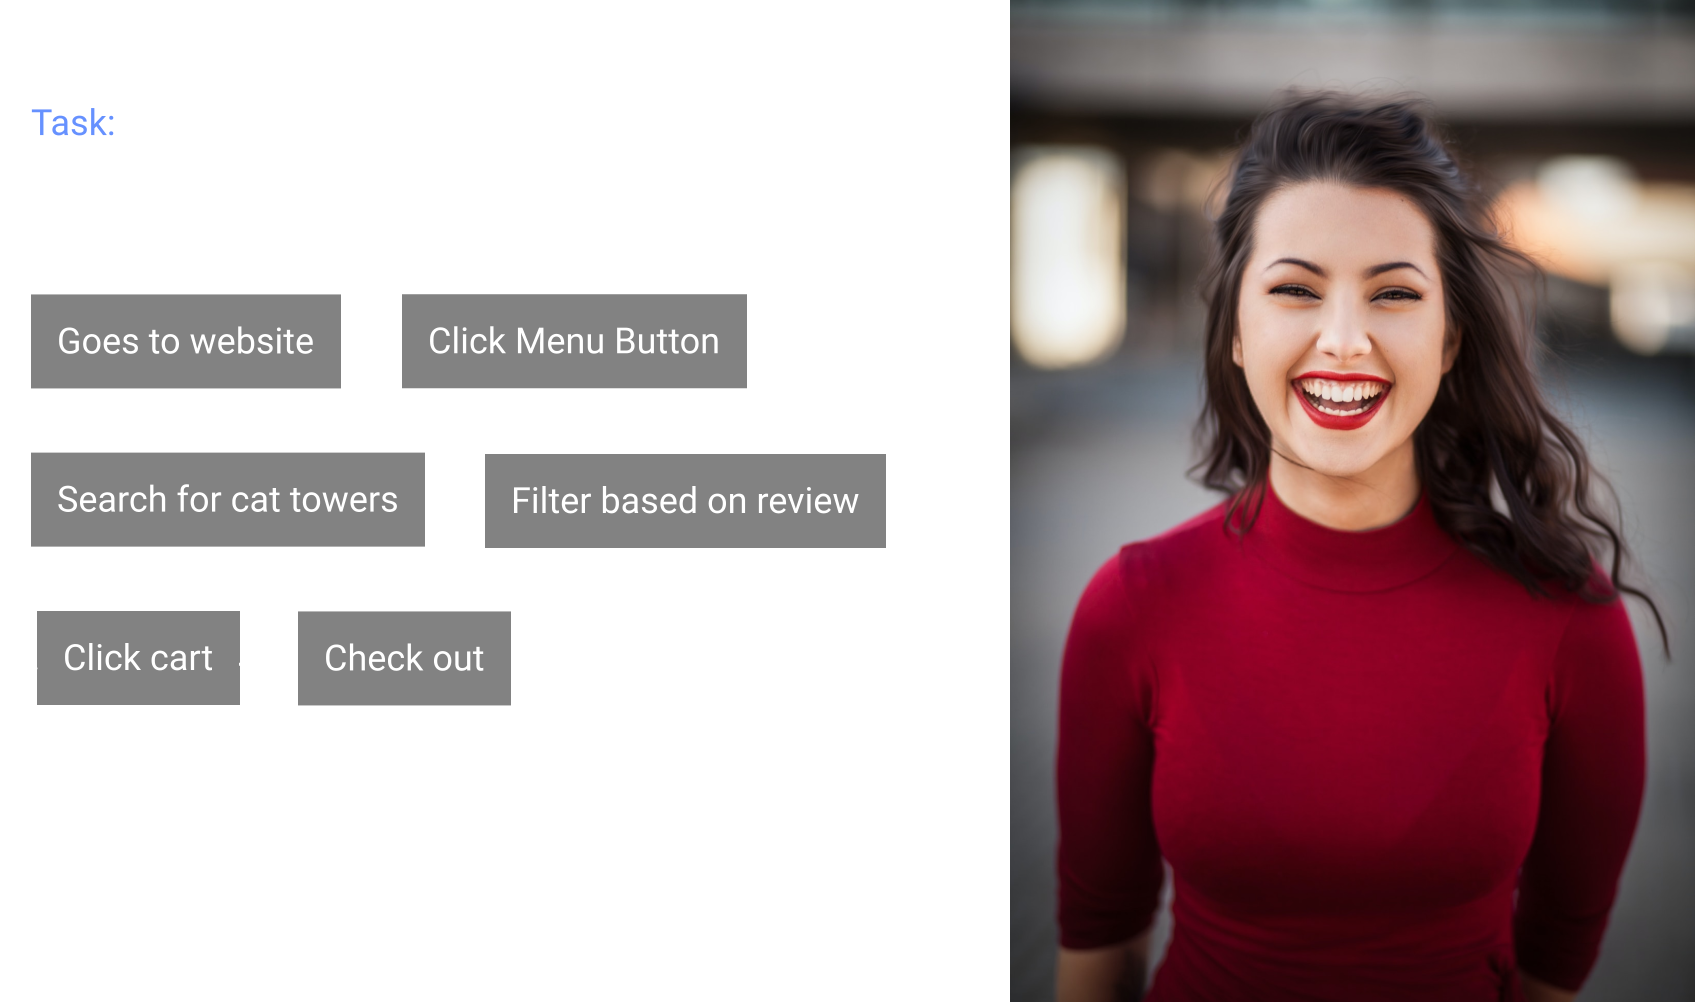 Task:
Goes to website
Click Menu Button
Search for cat towers
Filter based on review
Click cart
Check out